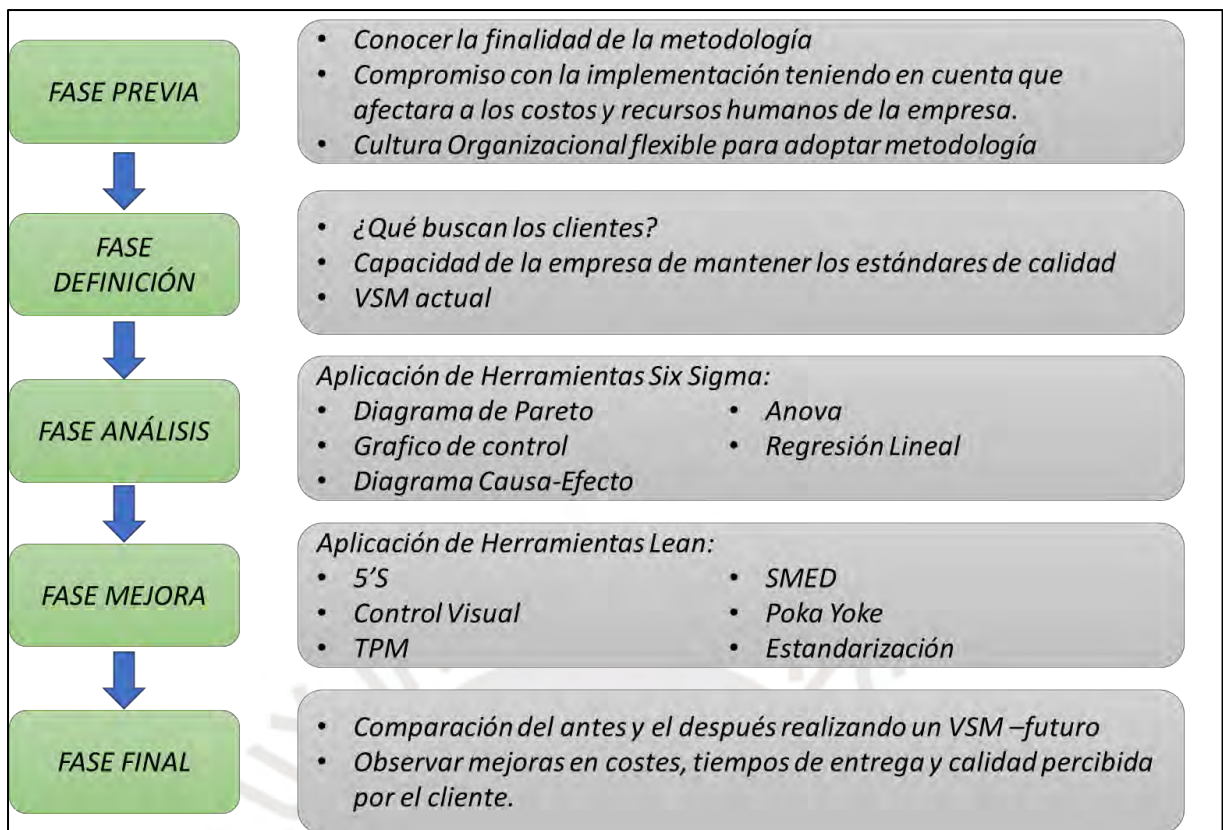 FASE PREVIA
• Conocer la finalidad de la metodología
• Compromiso con la implementación teniendo en cuenta que
afectara a los costos y recursos humanos de la empresa.
• Cultura Organizacional flexible para adoptar metodología
FASE
DEFINICIÓN
• ¿Qué buscan los clientes?
• Capacidad de la empresa de mantener los estándares de calidad
• VSM actual
FASE ANÁLISIS
Aplicación de Herramientas Six Sigma:
• Diagrama de Pareto
• Grafico de control
• Diagrama Causa-Efecto
• Anova
• Regresión Lineal
FASE MEJORA
Aplicación de Herramientas Lean:
• 5’S
• Control Visual
• TPM
• SMED
• Poka Yoke
• Estandarización
FASE FINAL
• Comparación del antes y el después realizando un VSM –futuro
• Observar mejoras en costes, tiempos de entrega y calidad percibida
por el cliente.